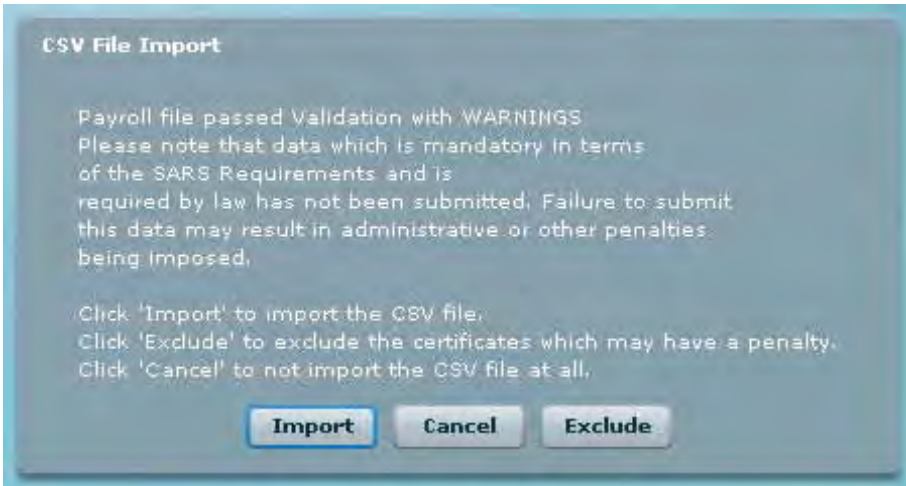 CSV File Import
Payroll file passed Validation with WARNINGS
Please note that data which is mandatory in terms
of the SARS Requirements and is
required by law has not been submitted. Failure to submit
this data may result in administrative or other penalties
being imposed.
Click 'Import' to import the CSV file.
Click 'Exclude' to exclude the certificates which may have a penalty.
Click 'Cancel' to not import the CSV file at all.
Import Cancel Exclude